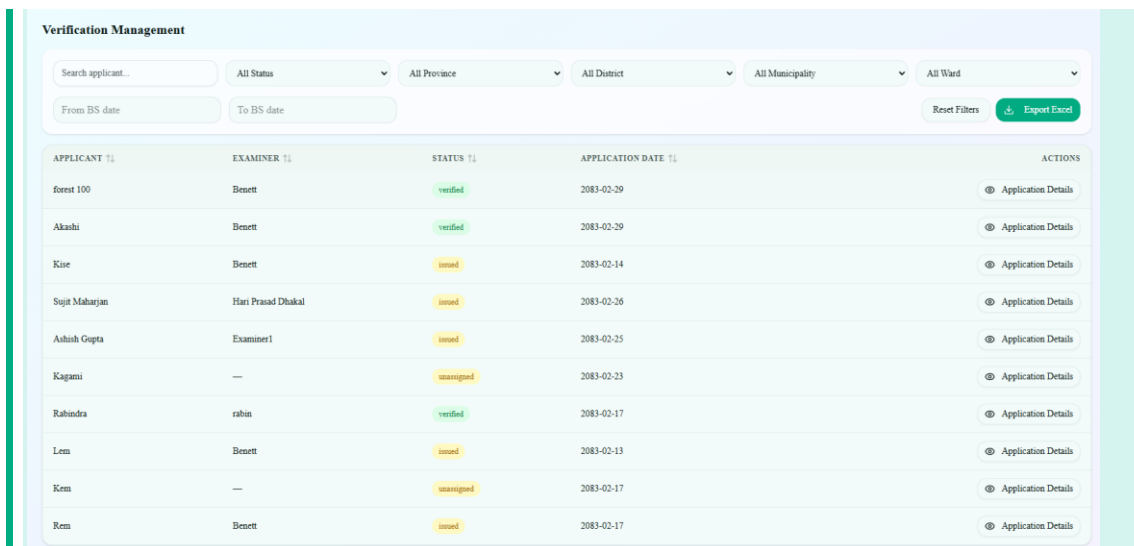 Verification Management
Search applicant... All Status All Province All District All Municipality All Ward
From BS date To BS date Reset Filters Export Excel
APPLICANT EXAMINER STATUS APPLICATION DATE ACTIONS
forest 100 Benett verified 2083-02-29 Application Details
Akashi Benett verified 2083-02-29 Application Details
Kise Benett issued 2083-02-14 Application Details
Sujit Maharjan Hari Prasad Dhakal issued 2083-02-26 Application Details
Ashish Gupta Examiner1 issued 2083-02-25 Application Details
Kagami — unassigned 2083-02-23 Application Details
Rabindra rabin verified 2083-02-17 Application Details
Lem Benett issued 2083-02-13 Application Details
Kem — unassigned 2083-02-17 Application Details
Rem Benett issued 2083-02-17 Application Details